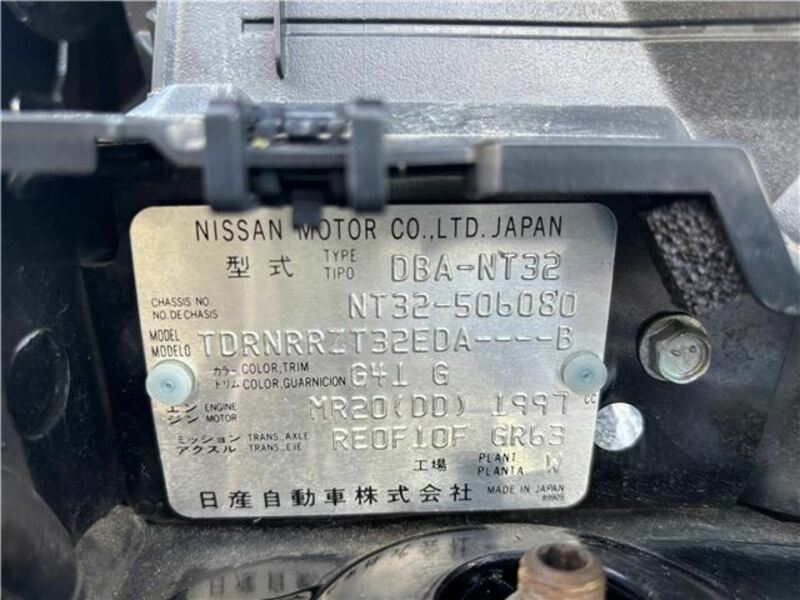 NISSAN MOTOR CO.,LTD. JAPAN
型式 TYPE TIPO DBA-NT32
CHASSIS NO. NO. DE CHASIS NT32-506080
MODEL MODELO TDRNRRZT32EDA----B
カラー COLOR,TRIM トリム COLOR,GUARNICION G41 G
エンジン ENGINE MOTOR MR20(DD) 1997 CC
ミッション アクスル TRANS.,AXLE TRANS.,EJE RE0F10F GR63
工場 PLANT PLANTA W
日産自動車株式会社 MADE IN JAPAN
89909